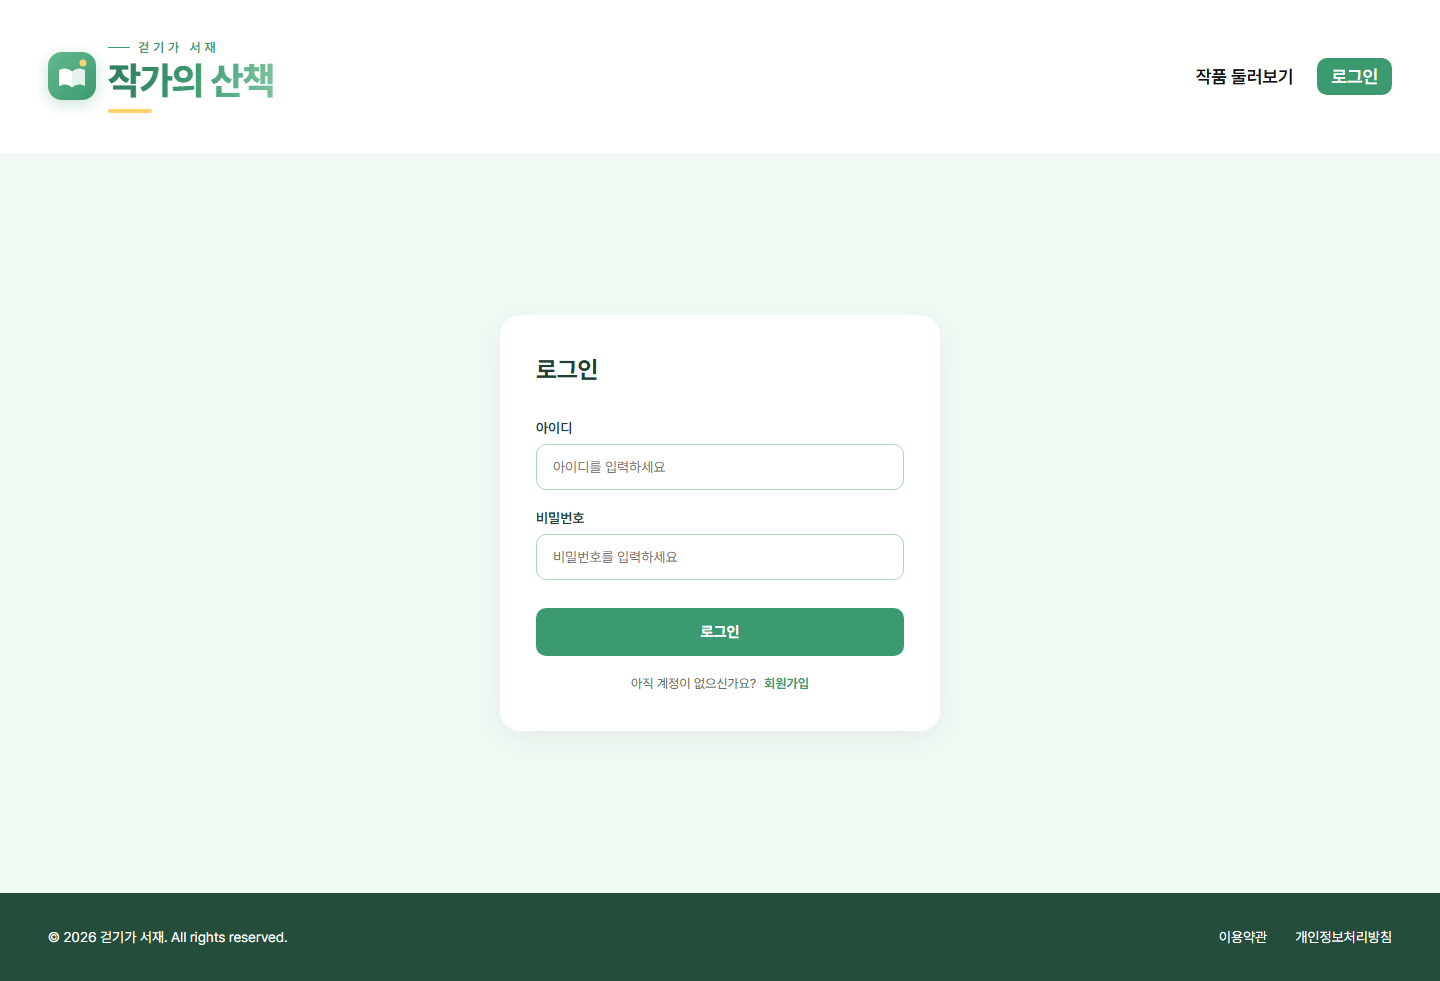 걷기가 서재
작가의 산책
작품 둘러보기
로그인
로그인
아이디
아이디를 입력하세요
비밀번호
비밀번호를 입력하세요
로그인
아직 계정이 없으신가요? 회원가입
© 2026 걷기가 서재. All rights reserved.
이용약관
개인정보처리방침